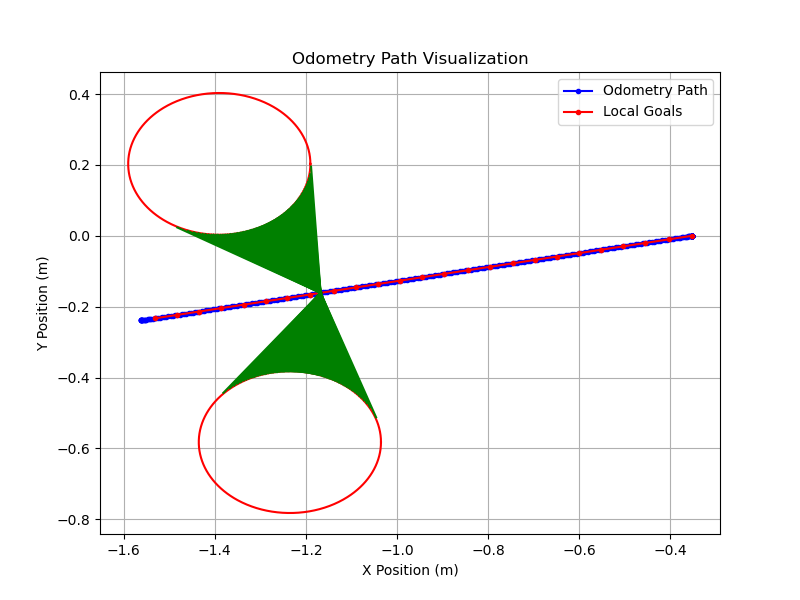 Odometry Path Visualization
Odometry Path
Local Goals
0.4
0.2
0.0
−0.2
−0.4
−0.6
−0.8
Y Position (m)
−1.6 −1.4 −1.2 −1.0 −0.8 −0.6 −0.4
X Position (m)